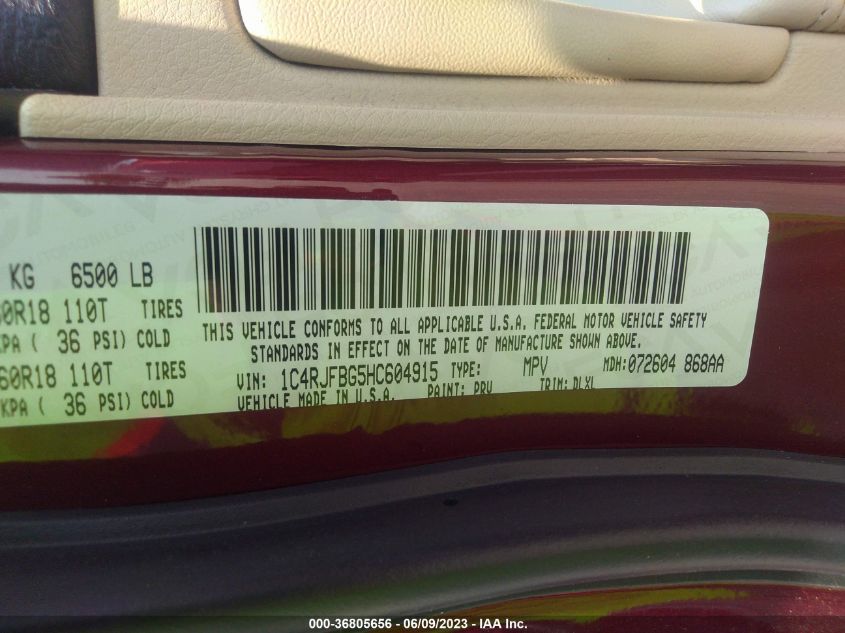 KG 6500 LB
60R18 110T TIRES
KPA ( 36 PSI) COLD
60R18 110T TIRES
KPA ( 36 PSI) COLD
THIS VEHICLE CONFORMS TO ALL APPLICABLE U.S.A. FEDERAL MOTOR VEHICLE SAFETY
STANDARDS IN EFFECT ON THE DATE OF MANUFACTURE SHOWN ABOVE.
VIN: 1C4RJFBG5HC604915 TYPE: MPV MDH: 072604 868AA
VEHICLE MADE IN U.S.A. PAINT: PRV TRIM: DLXL
000-36805656 - 06/09/2023 - IAA Inc.